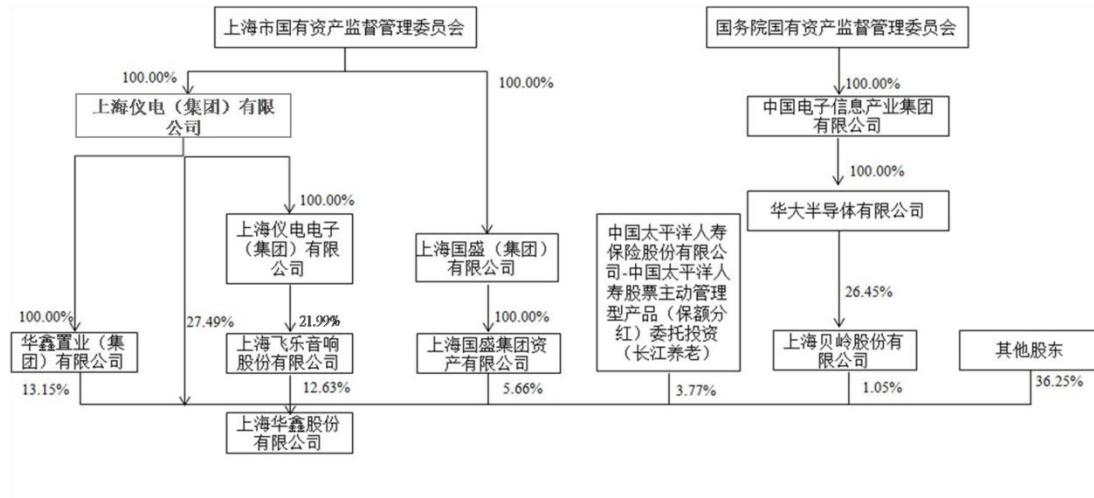 上海市国有资产监督管理委员会
国务院国有资产监督管理委员会
100.00%
100.00%
100.00%
上海仪电（集团）有限
公司
中国电子信息产业集团
有限公司
100.00%
100.00%
上海仪电电子
（集团）有限
公司
上海国盛（集团）
有限公司
中国太平洋人寿
保险股份有限公
司-中国太平洋人
寿股票主动管理
型产品（保额分
红）委托投资
（长江养老）
华大半导体有限公司
100.00%
27.49%
21.99%
100.00%
26.45%
华鑫置业（集
团）有限公司
上海飞乐音响
股份有限公司
上海国盛集团资
产有限公司
上海贝岭股份有
限公司
其他股东
13.15%
12.63%
5.66%
3.77%
1.05%
36.25%
上海华鑫股份
有限公司